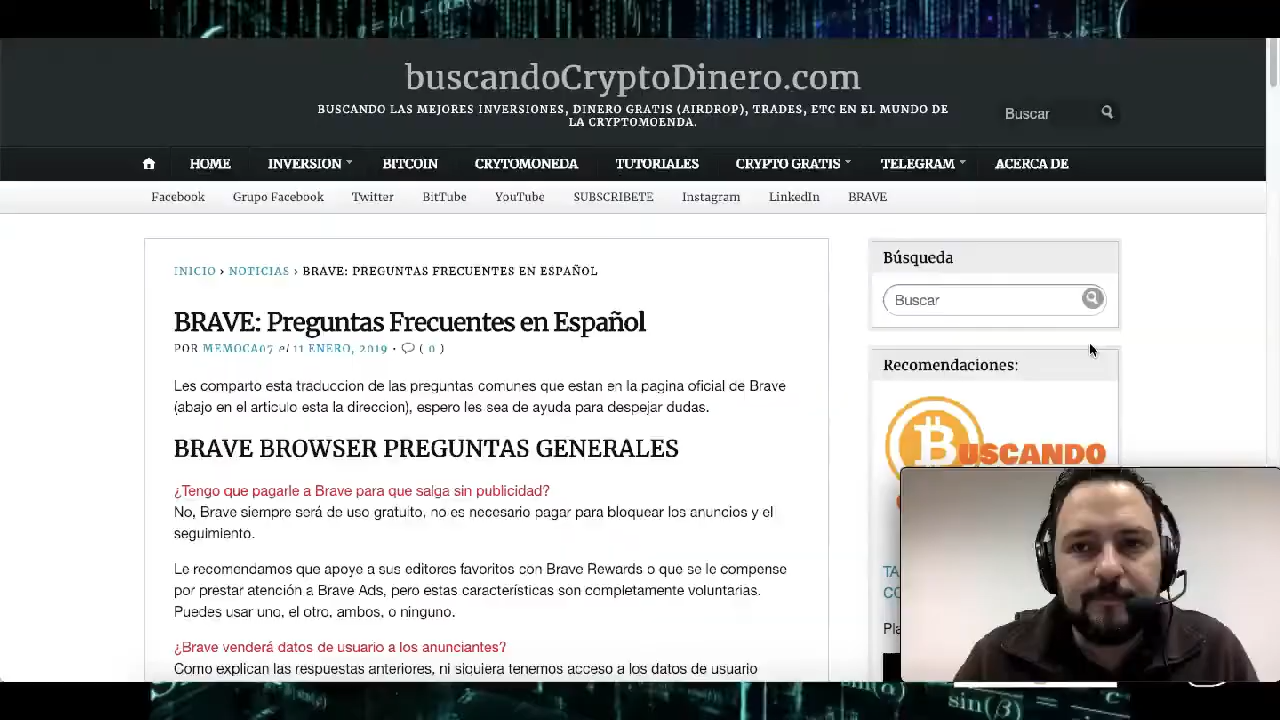 buscandoCryptoDinero.com
BUSCANDO LAS MEJORES INVERSIONES, DINERO GRATIS (AIRDROP), TRADES, ETC EN EL MUNDO DE
LA CRYPTOMOENDA.
Buscar
HOME INVERSION BITCOIN CRYTOMONEDA TUTORIALES CRYPTO GRATIS TELEGRAM ACERCA DE
Facebook Grupo Facebook Twitter BitTube YouTube SUBSCRIBETE Instagram LinkedIn BRAVE
INICIO › NOTICIAS › BRAVE: PREGUNTAS FRECUENTES EN ESPAÑOL
BRAVE: Preguntas Frecuentes en Español
POR MEMOCA07 el 11 ENERO, 2019 • ( 0 )
Les comparto esta traduccion de las preguntas comunes que estan en la pagina oficial de Brave
(abajo en el articulo esta la direccion), espero les sea de ayuda para despejar dudas.
BRAVE BROWSER PREGUNTAS GENERALES
¿Tengo que pagarle a Brave para que salga sin publicidad?
No, Brave siempre será de uso gratuito, no es necesario pagar para bloquear los anuncios y el
seguimiento.
Le recomendamos que apoye a sus editores favoritos con Brave Rewards o que se le compense
por prestar atención a Brave Ads, pero estas características son completamente voluntarias.
Puedes usar uno, el otro, ambos, o ninguno.
¿Brave venderá datos de usuario a los anunciantes?
Como explican las respuestas anteriores, ni siquiera tenemos acceso a los datos de usuario
Búsqueda
Buscar
Recomendaciones:
BUSCANDO
sin(β)